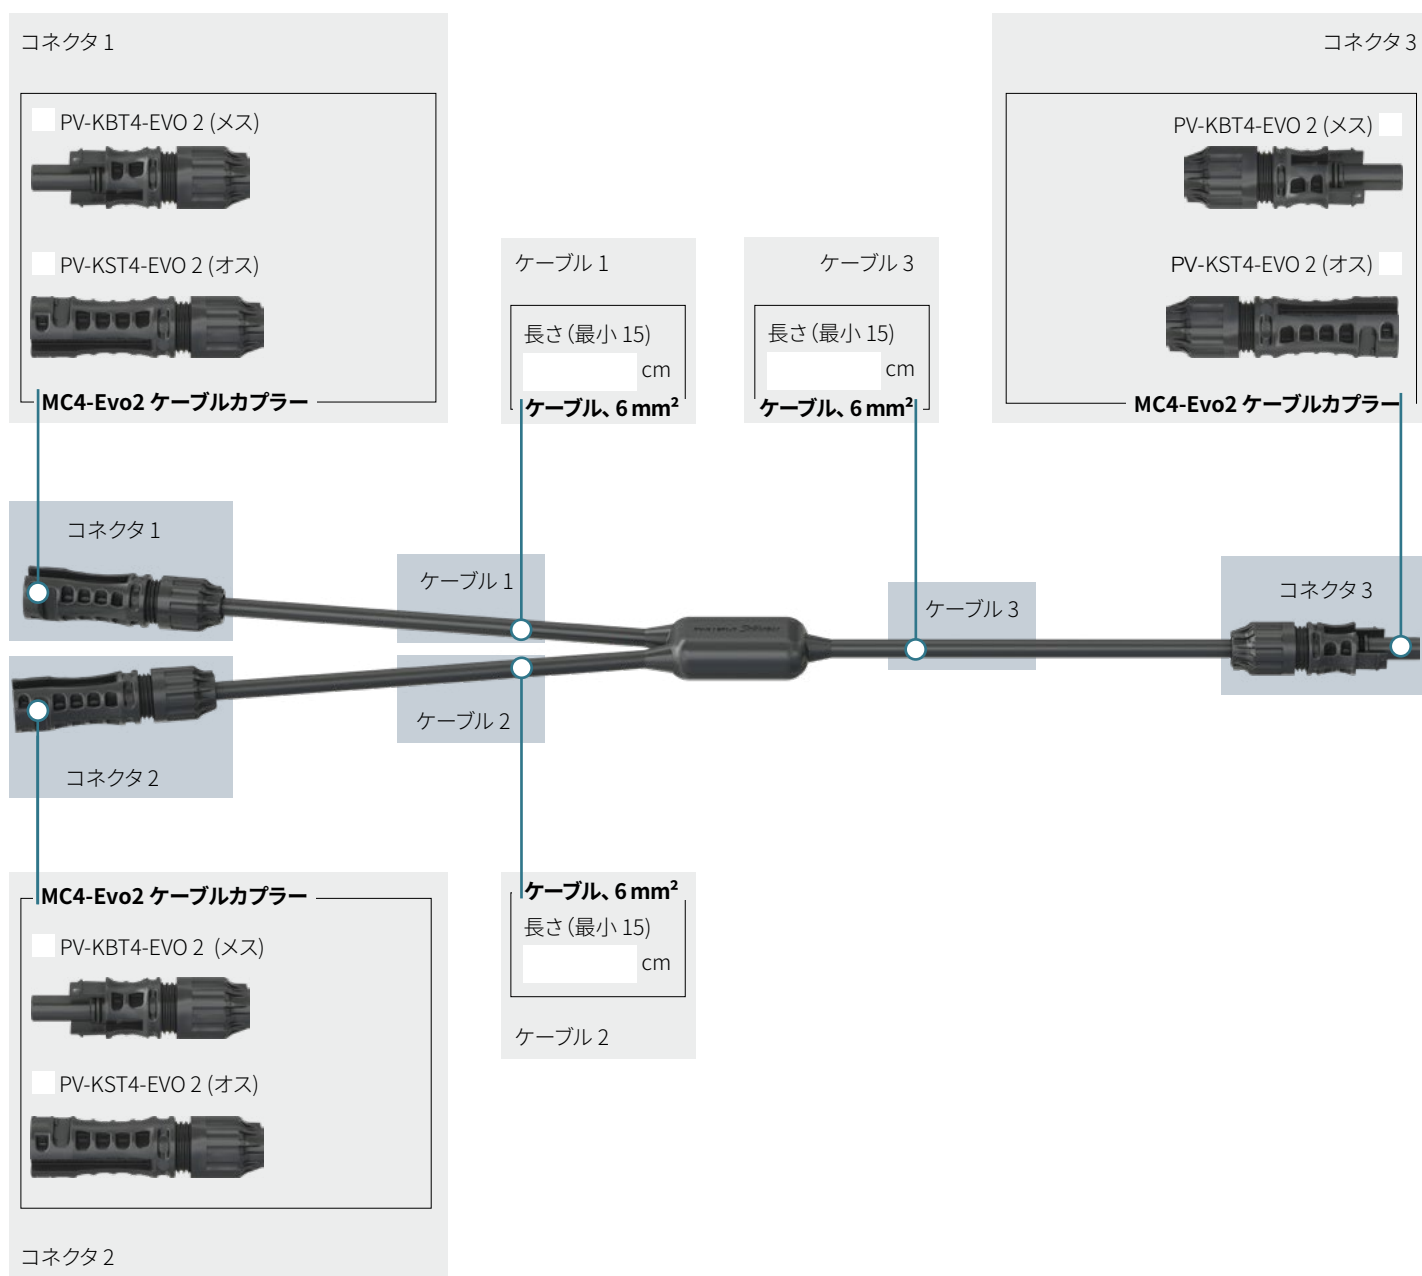 コネクタ 1
コネクタ 3
PV-KBT4-EVO 2 (メス)
PV-KST4-EVO 2 (オス)
MC4-Evo2 ケーブルカプラー
ケーブル 1
長さ（最小 15)
cm
ケーブル、6 mm²
ケーブル 3
長さ（最小 15)
cm
ケーブル、6 mm²
PV-KBT4-EVO 2 (メス)
PV-KST4-EVO 2 (オス)
MC4-Evo2 ケーブルカプラー
コネクタ 1
ケーブル 1
ケーブル 3
コネクタ 3
ケーブル 2
コネクタ 2
MC4-Evo2 ケーブルカプラー
PV-KBT4-EVO 2 (メス)
PV-KST4-EVO 2 (オス)
コネクタ 2
ケーブル、6 mm²
長さ（最小 15)
cm
ケーブル 2